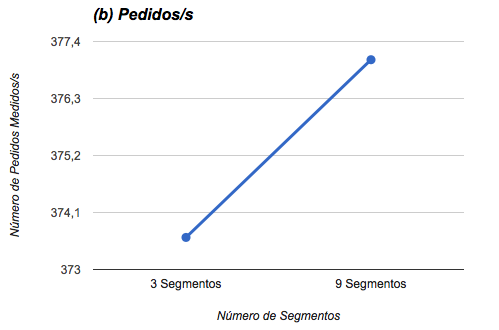 (b) Pedidos/s
377,4
376,3
375,2
374,1
373
Número de Pedidos Medidos/s
3 Segmentos
9 Segmentos
Número de Segmentos